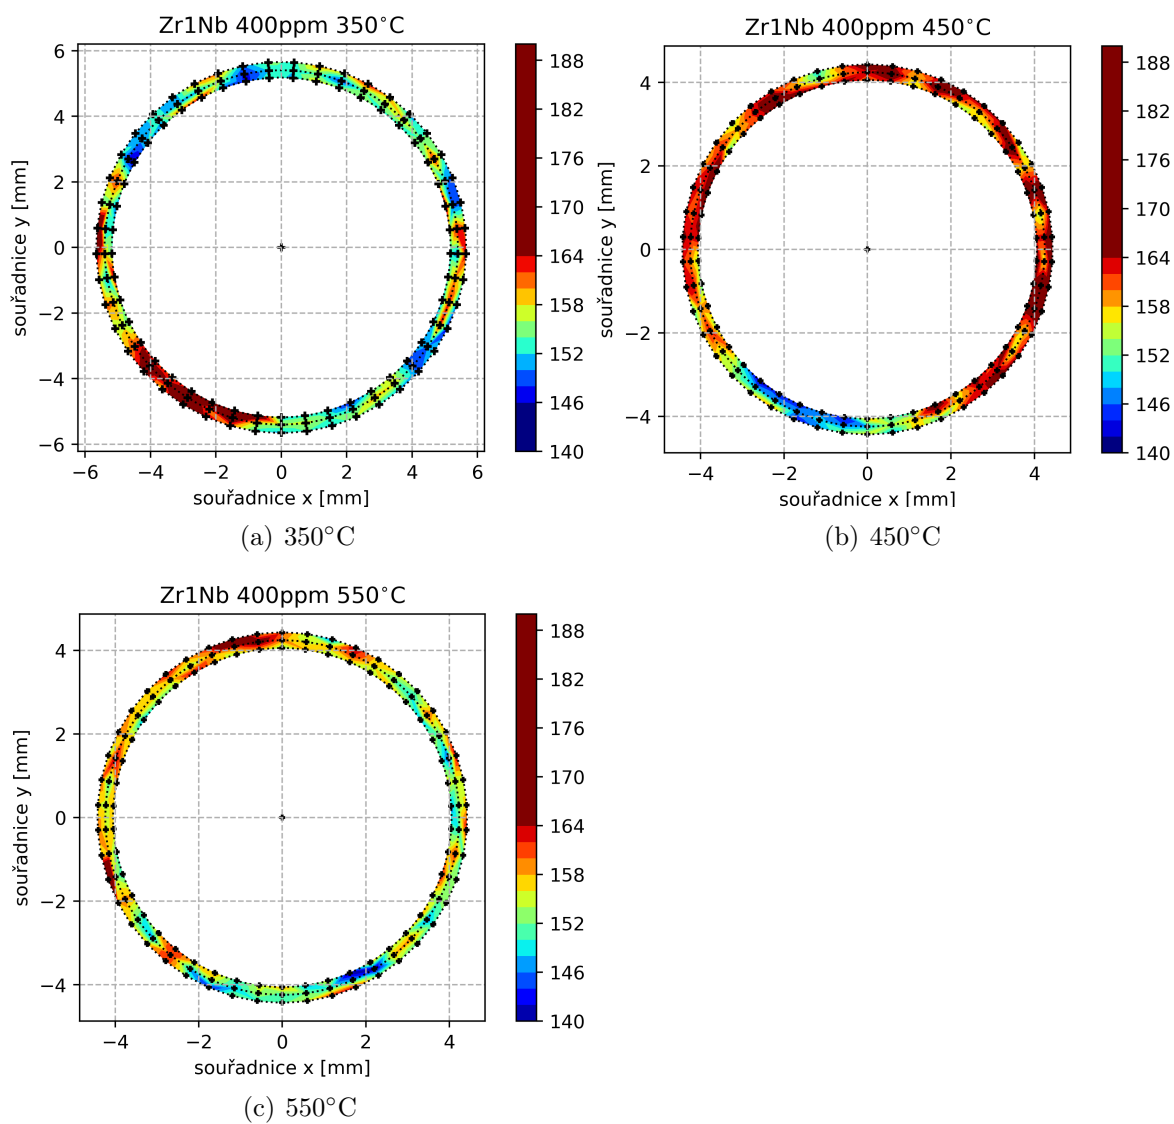 Zr1Nb 400ppm 350°C
6
4
2
0
−2
−4
−6
−6 −4 −2 0 2 4 6
souřadnice x [mm]
souřadnice y [mm]
188
182
176
170
164
158
152
146
140
(a) 350°C
Zr1Nb 400ppm 450°C
4
2
0
−2
−4
−4 −2 0 2 4
souřadnice x [mm]
souřadnice y [mm]
188
182
176
170
164
158
152
146
140
(b) 450°C
Zr1Nb 400ppm 550°C
4
2
0
−2
−4
−4 −2 0 2 4
souřadnice x [mm]
souřadnice y [mm]
188
182
176
170
164
158
152
146
140
(c) 550°C